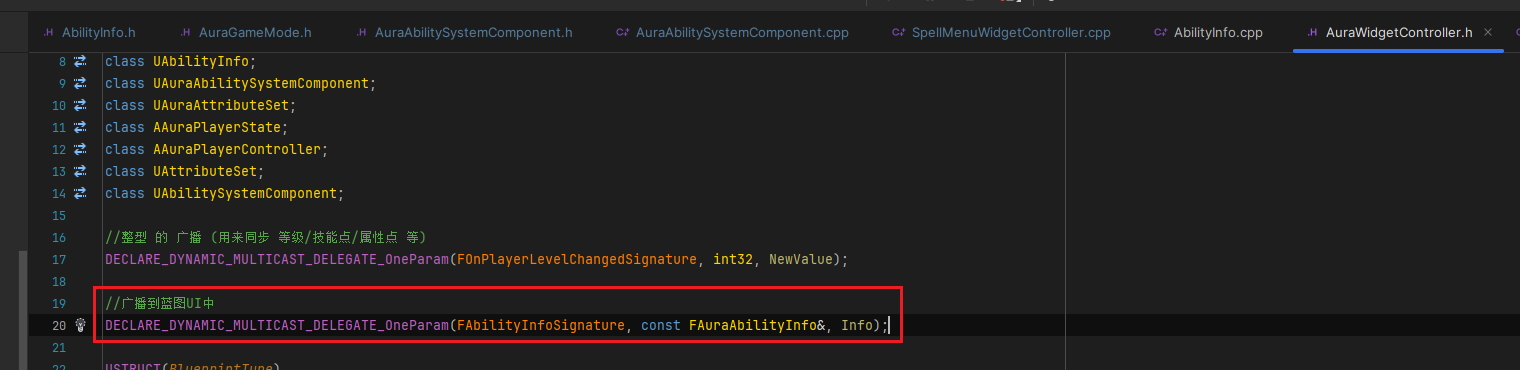 AbilityInfo.h AuraGameMode.h AuraAbilitySystemComponent.h AuraAbilitySystemComponent.cpp SpellMenuWidgetController.cpp AbilityInfo.cpp AuraWidgetController.h
8 class UAbilityInfo;
9 class UAuraAbilitySystemComponent;
10 class UAuraAttributeSet;
11 class AAuraPlayerState;
12 class AAuraPlayerController;
13 class UAttributeSet;
14 class UAbilitySystemComponent;
15
16 //整型 的 广播 (用来同步 等级/技能点/属性点 等)
17 DECLARE_DYNAMIC_MULTICAST_DELEGATE_OneParam(FOnPlayerLevelChangedSignature, int32, NewValue);
18
19 //广播到蓝图UI中
20 DECLARE_DYNAMIC_MULTICAST_DELEGATE_OneParam(FAbilityInfoSignature, const FAuraAbilityInfo&, Info);
21
22 USTRUCT(BlueprintType)